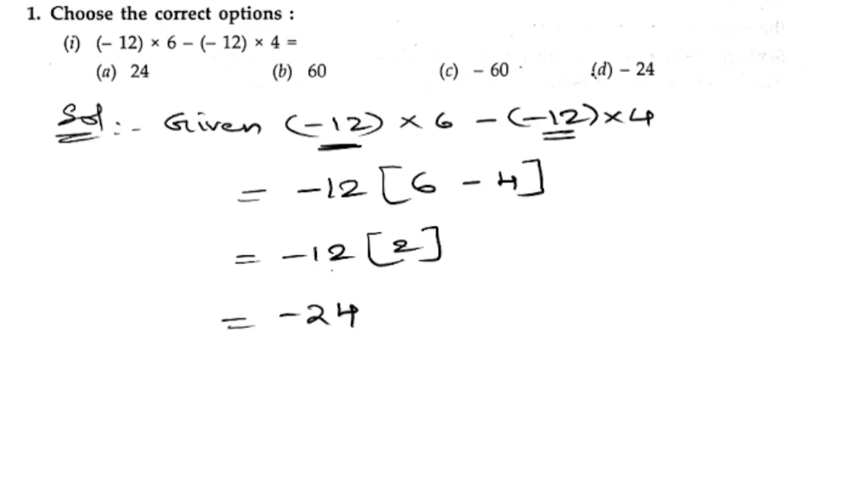 1. Choose the correct options :
(i) (– 12) × 6 – (– 12) × 4 =
(a) 24 (b) 60 (c) – 60 (d) – 24
Sol:- Given (-12) × 6 - (-12)×4
= -12 [6 - 4]
= -12 [2]
= -24